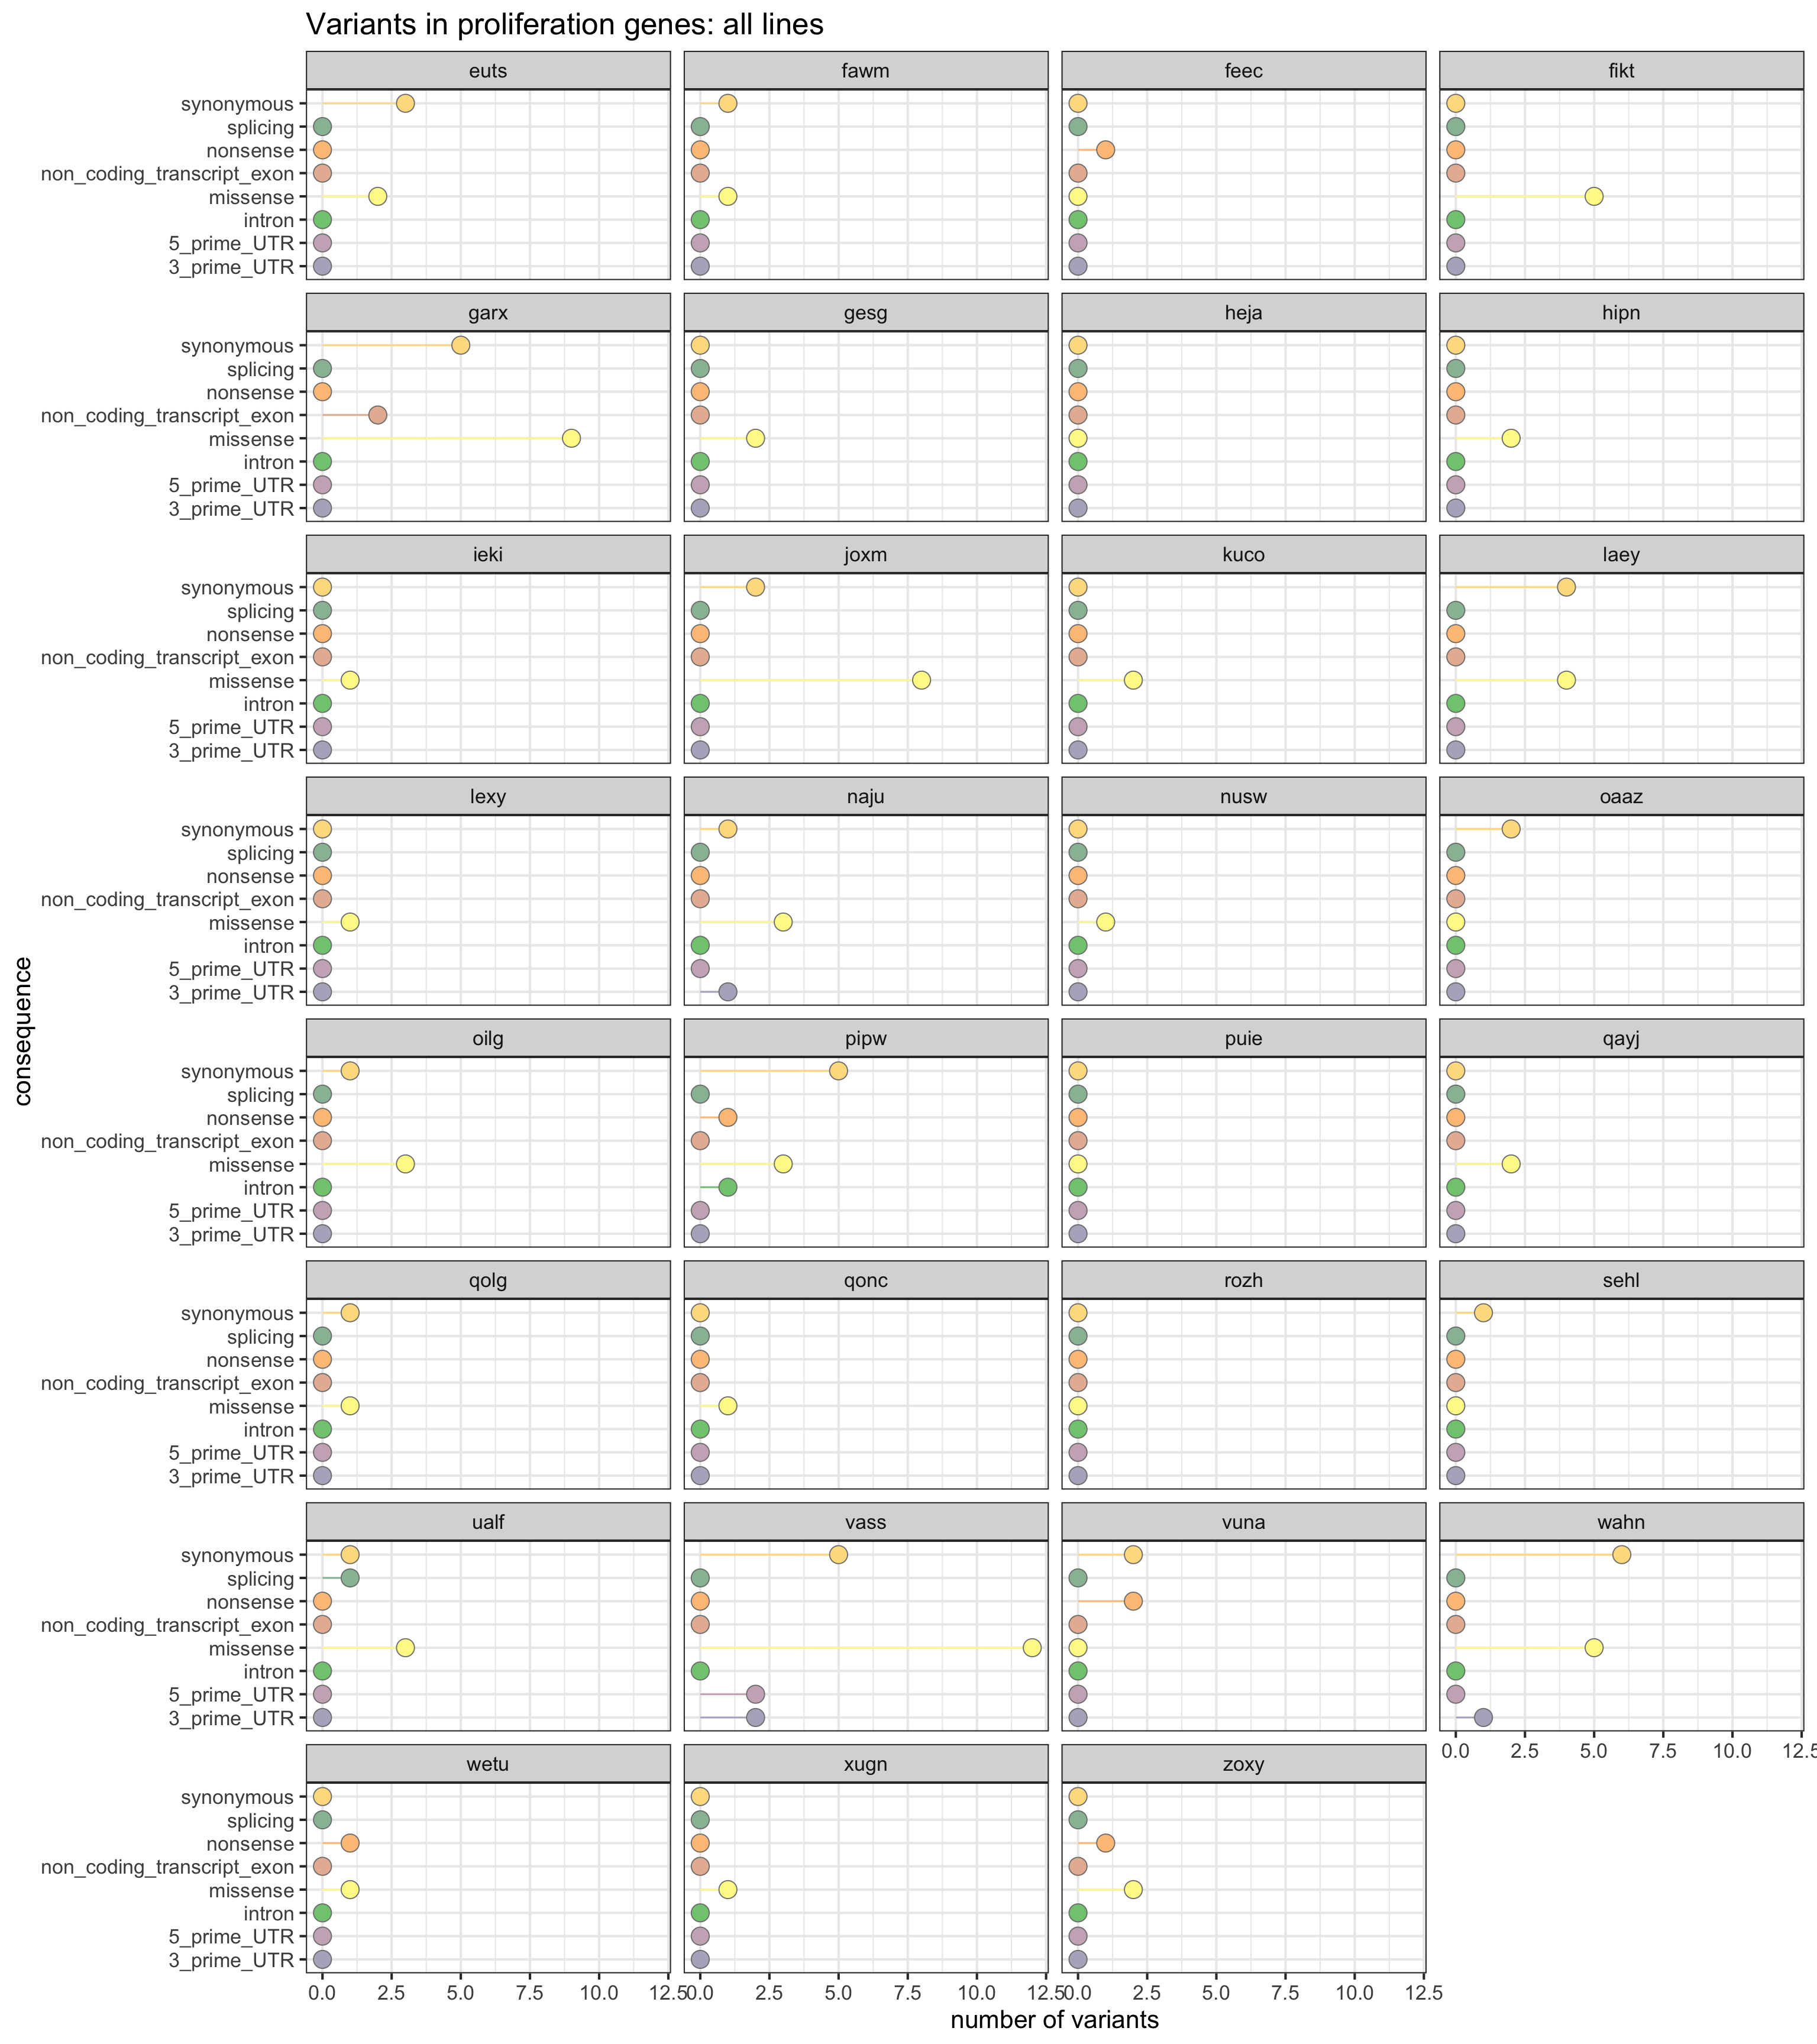 Variants in proliferation genes: all lines
euts fawm feec fikt
synonymous
splicing
nonsense
non_coding_transcript_exon
missense
intron
5_prime_UTR
3_prime_UTR
garx gesg heja hipn
synonymous
splicing
nonsense
non_coding_transcript_exon
missense
intron
5_prime_UTR
3_prime_UTR
ieki joxm kuco laey
synonymous
splicing
nonsense
non_coding_transcript_exon
missense
intron
5_prime_UTR
3_prime_UTR
lexy naju nusw oaaz
synonymous
splicing
nonsense
non_coding_transcript_exon
missense
intron
5_prime_UTR
3_prime_UTR
consequence
oilg pipw puie qayj
synonymous
splicing
nonsense
non_coding_transcript_exon
missense
intron
5_prime_UTR
3_prime_UTR
qolg qonc rozh sehl
synonymous
splicing
nonsense
non_coding_transcript_exon
missense
intron
5_prime_UTR
3_prime_UTR
ualf vass vuna wahn
synonymous
splicing
nonsense
non_coding_transcript_exon
missense
intron
5_prime_UTR
3_prime_UTR
0.0 2.5 5.0 7.5 10.0 12.5
wetu xugn zoxy
synonymous
splicing
nonsense
non_coding_transcript_exon
missense
intron
5_prime_UTR
3_prime_UTR
0.0 2.5 5.0 7.5 10.0 12.5 0.0 2.5 5.0 7.5 10.0 12.5 0.0 2.5 5.0 7.5 10.0 12.5
number of variants